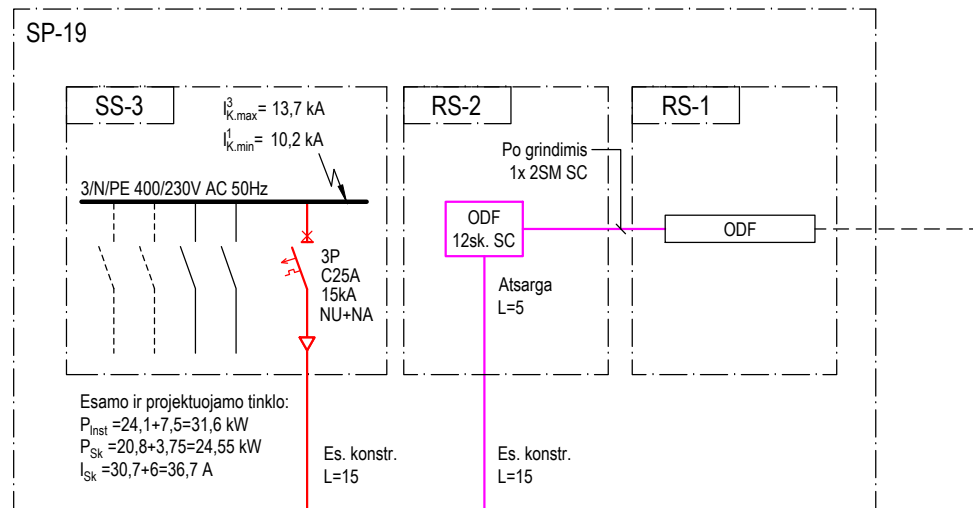 SP-19
SS-3
I³K.max= 13,7 kA
I¹K.min= 10,2 kA
3/N/PE 400/230V AC 50Hz
3P
C25A
15kA
NU+NA
RS-2
RS-1
Po grindimis
1x 2SM SC
ODF
12sk. SC
ODF
Atsarga
L=5
Esamo ir projektuojamo tinklo:
PInst =24,1+7,5=31,6 kW
PSk =20,8+3,75=24,55 kW
ISk =30,7+6=36,7 A
Es. konstr.
L=15
Es. konstr.
L=15